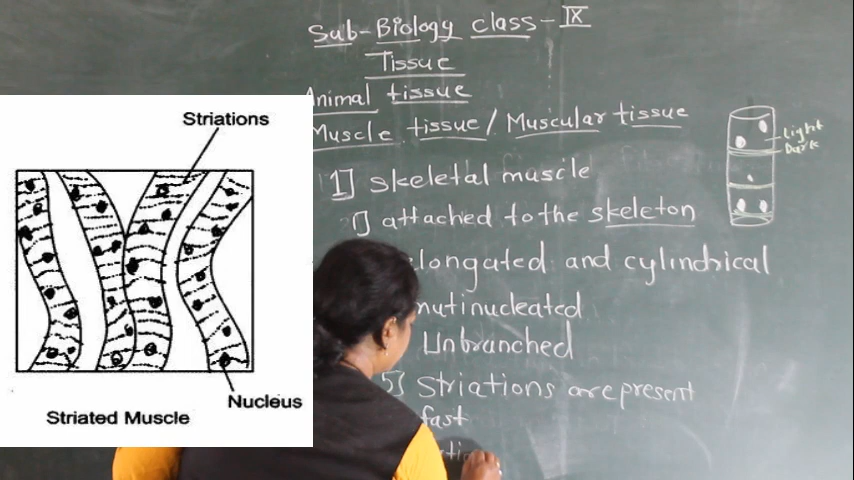 Sub-Biology class-IX
Tissue
Animal tissue
Muscle tissue / Muscular tissue
1] skeletal muscle
1] attached to the skeleton
elongated and cylindrical
mutinucleated
Unbranched
5] Striations are present
fast
Light
Dark
Striations
Nucleus
Striated Muscle